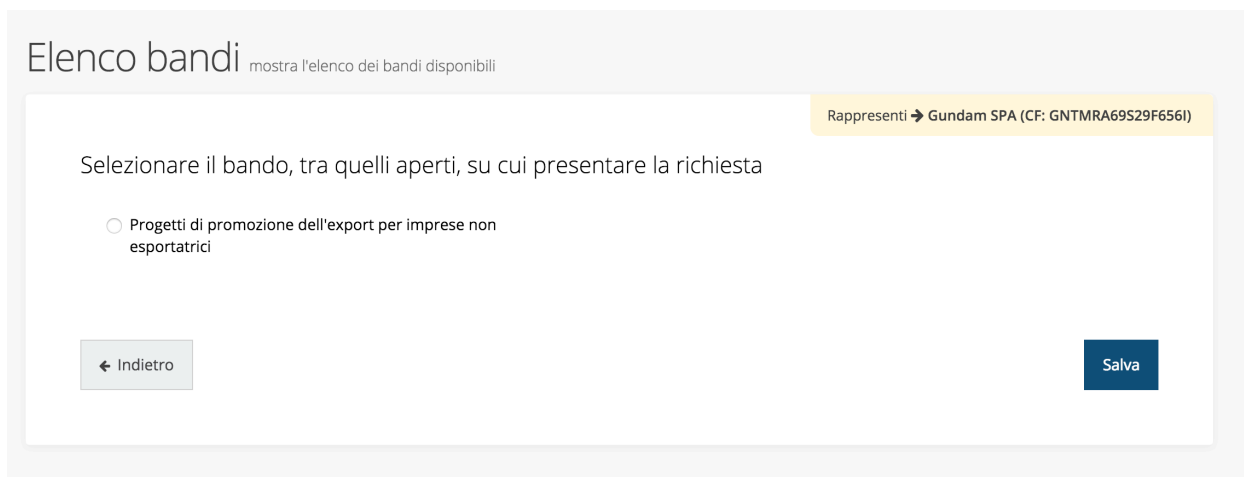 Elenco bandi mostra l'elenco dei bandi disponibili
Rappresenti → Gundam SPA (CF: GNTMRA69S29F656I)
Selezionare il bando, tra quelli aperti, su cui presentare la richiesta
Progetti di promozione dell'export per imprese non
esportatrici
← Indietro
Salva